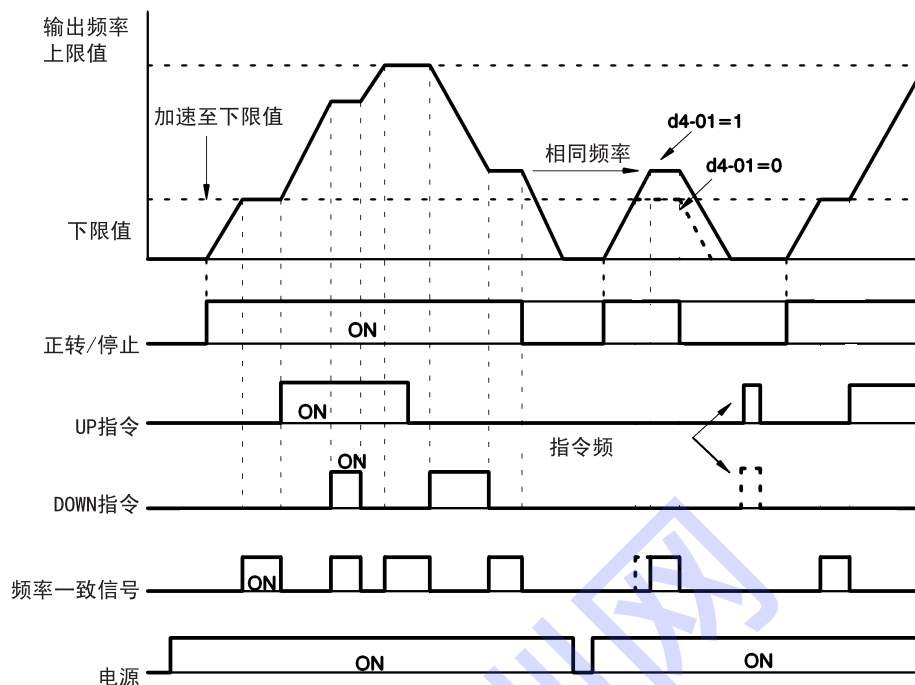 输出频率
上限值
加速至下限值
相同频率
d4-01=1
d4-01=0
下限值
ON
正转/停止
ON
UP指令
指令频
ON
DOWN指令
ON
频率一致信号
ON
ON
电源
网